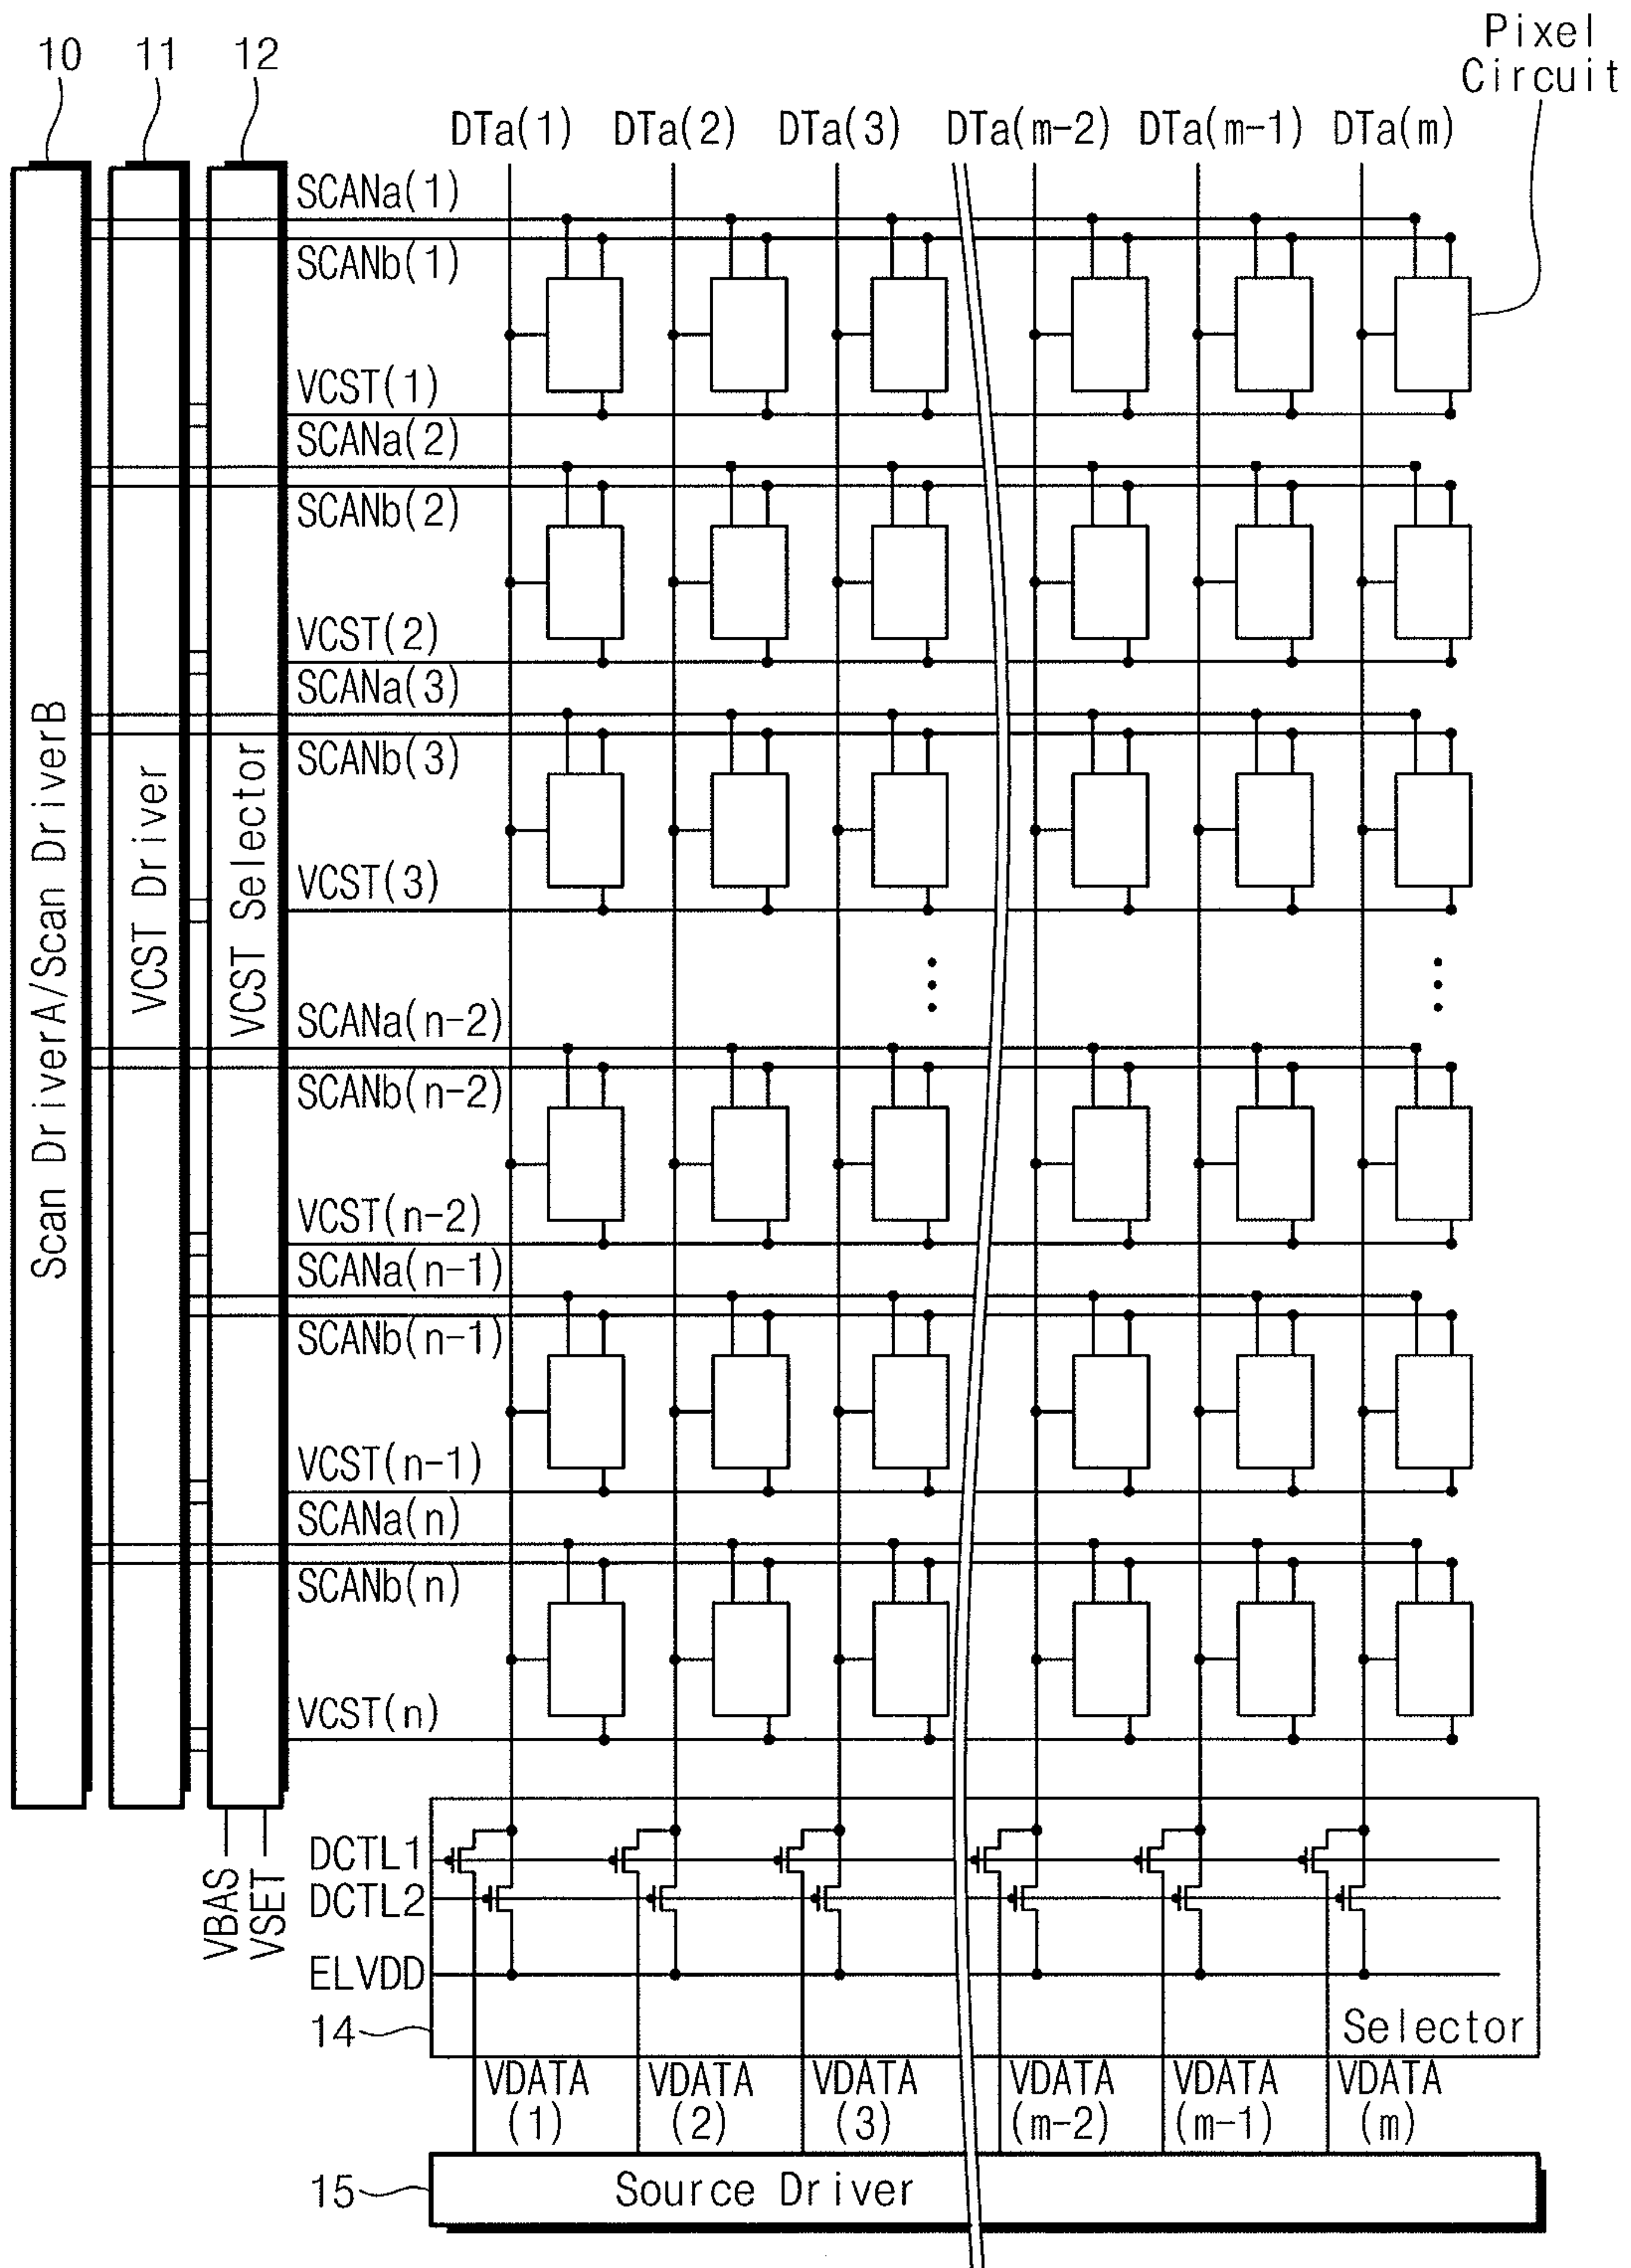 Pixel
Circuit
10
11
12
DTa(1)
DTa(2)
DTa(3)
DTa(m-2)
DTa(m-1)
DTa(m)
SCANa(1)
SCANb(1)
VCST(1)
SCANa(2)
SCANb(2)
VCST(2)
SCANa(3)
SCANb(3)
VCST(3)
SCANa(n-2)
SCANb(n-2)
VCST(n-2)
SCANa(n-1)
SCANb(n-1)
VCST(n-1)
SCANa(n)
SCANb(n)
VCST(n)
Scan DriverA/Scan DriverB
VCST Driver
VCST Selector
VBAS
VSET
DCTL1
DCTL2
ELVDD
14
Selector
VDATA
(1)
VDATA
(2)
VDATA
(3)
VDATA
(m-2)
VDATA
(m-1)
VDATA
(m)
15
Source Driver